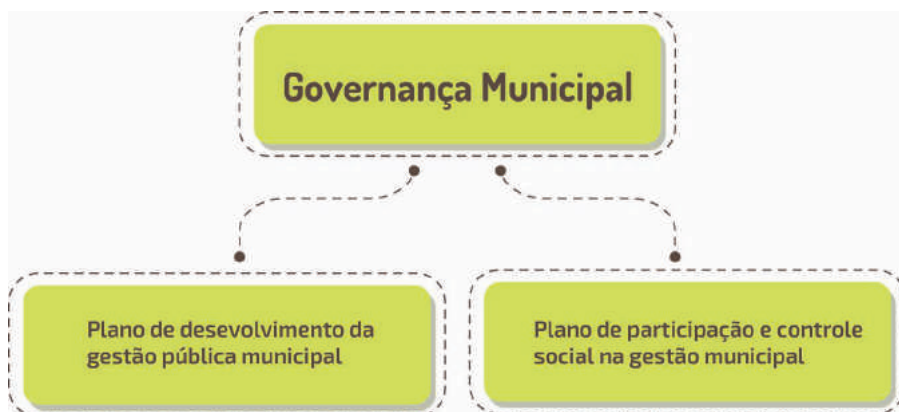 Governança Municipal
Plano de desevolvimento da
gestão pública municipal
Plano de participação e controle
social na gestão municipal